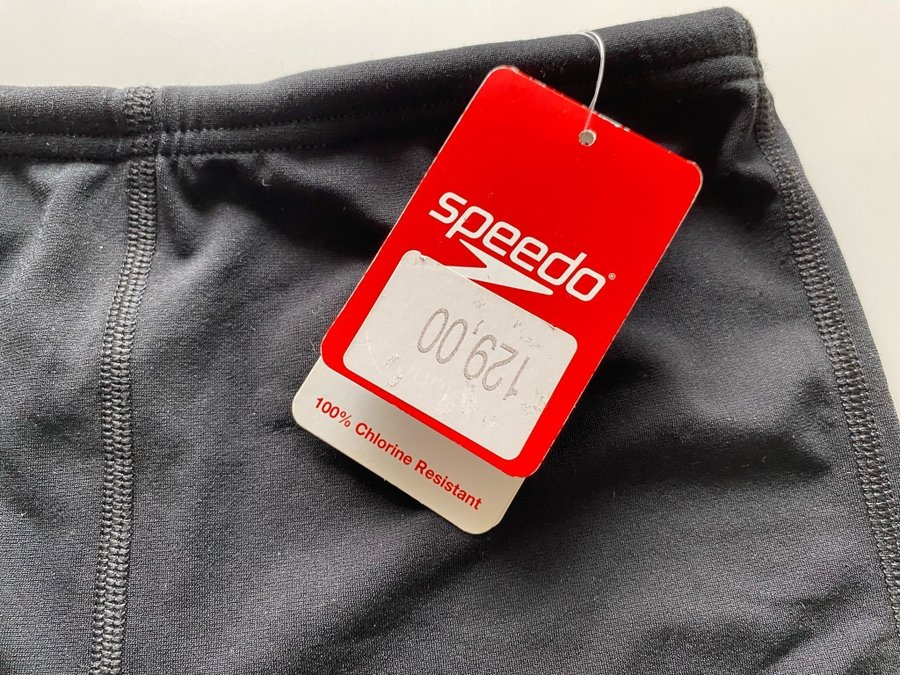 speedo®
129,00
100% Chlorine Resistant